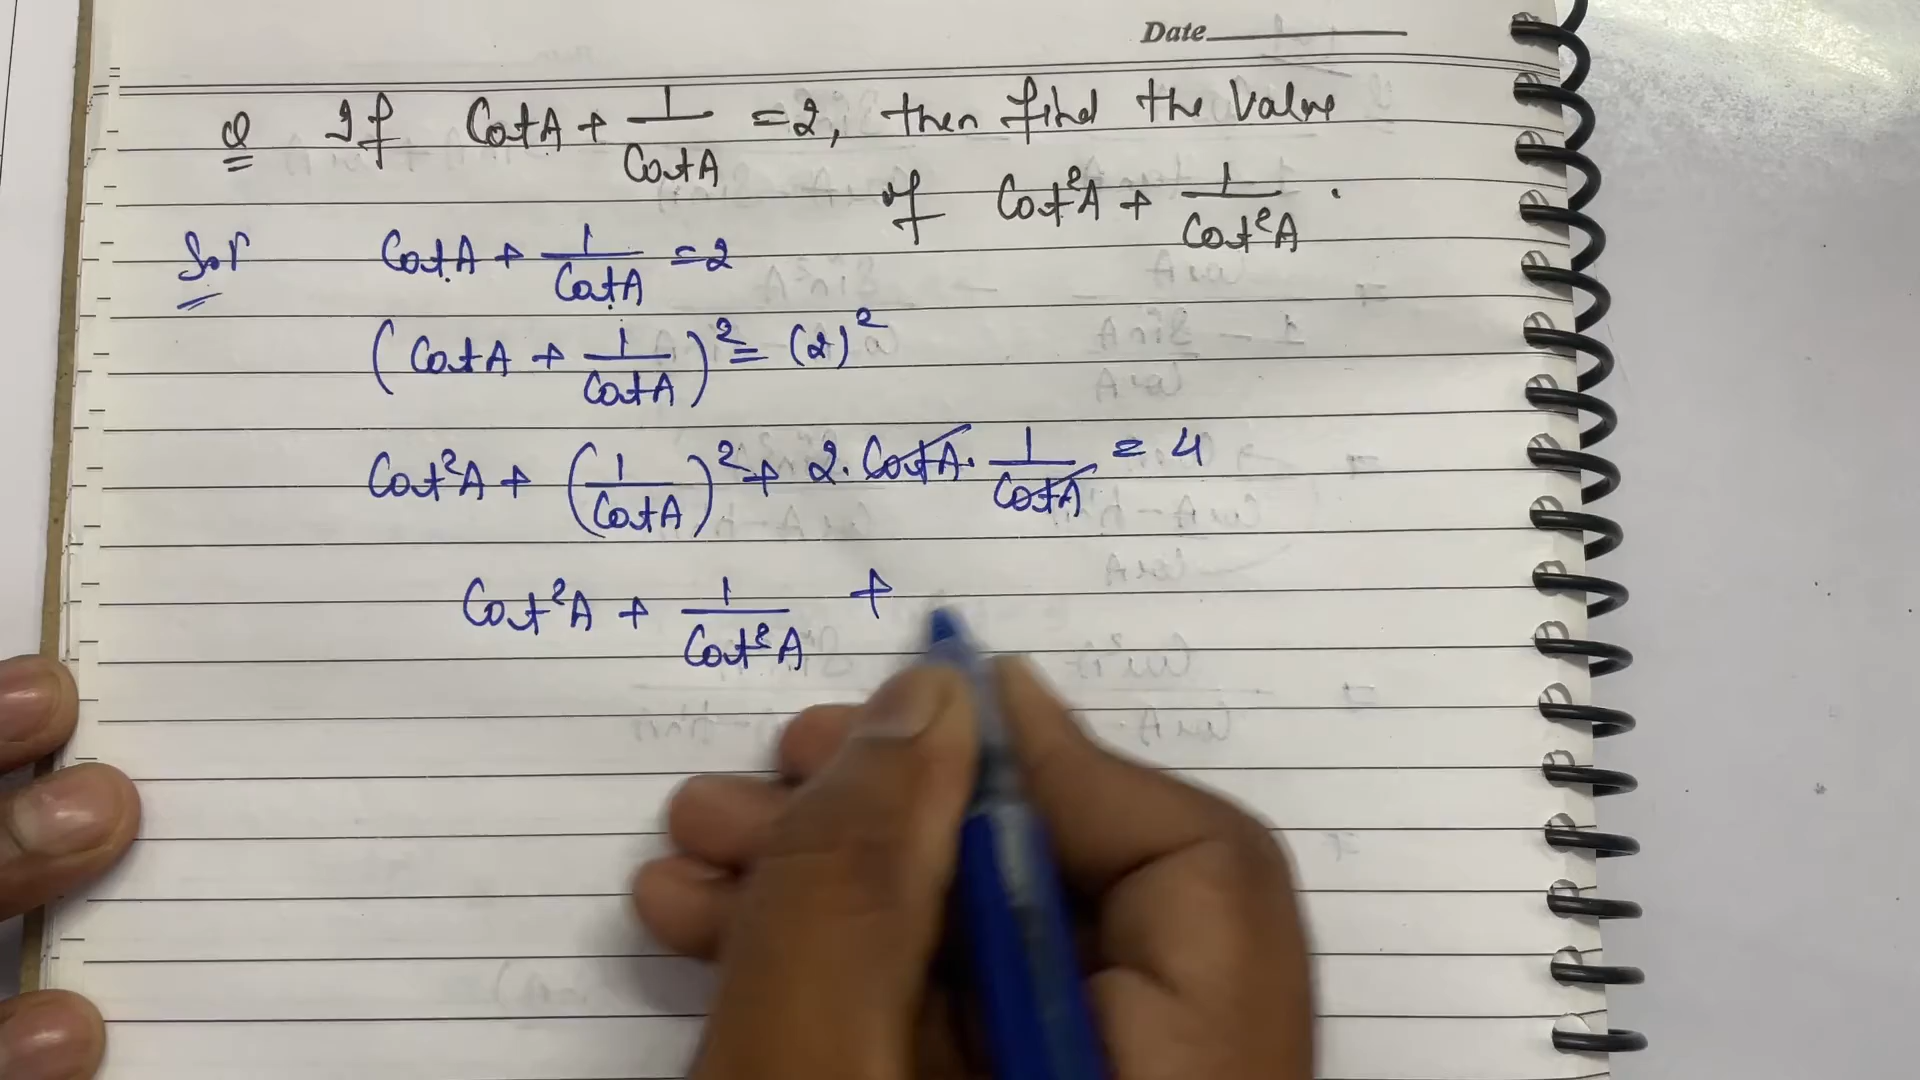 Date
Q If CotA + 1/CotA = 2, then find the Value
of Cot²A + 1/Cot²A .
Sol CotA + 1/CotA = 2
(CotA + 1/CotA)² = (2)²
Cot²A + (1/CotA)² + 2. CotA . 1/CotA = 4
Cot²A + 1/Cot²A +